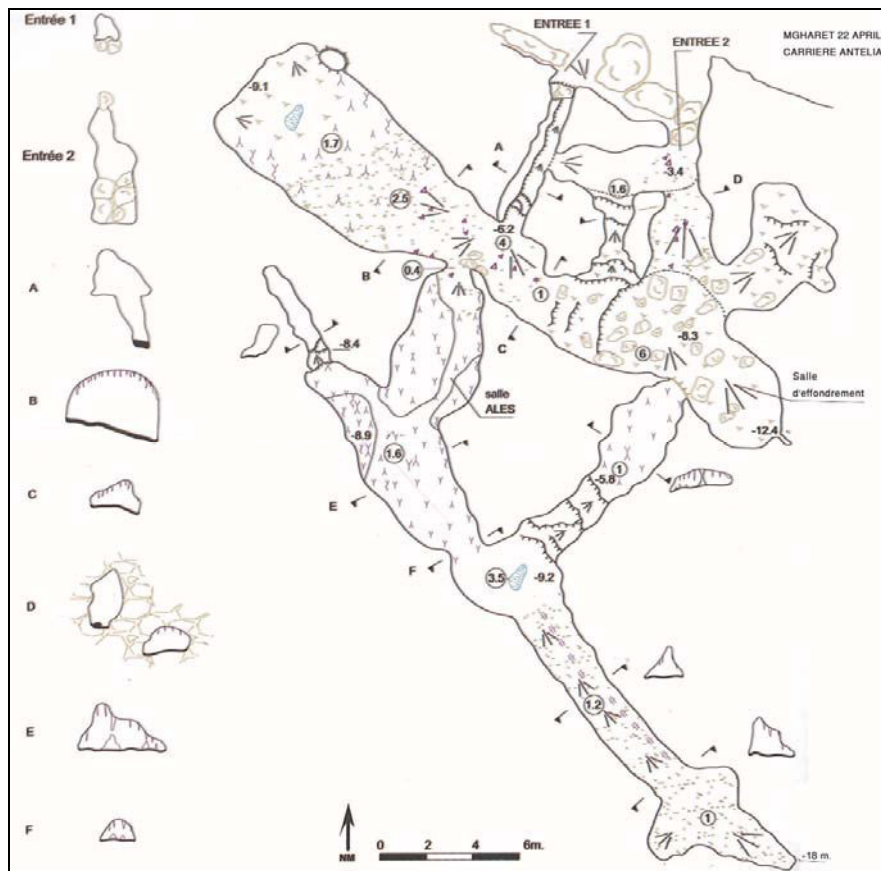 Entrée 1
ENTREE 1
ENTREE 2
MGHARET 22 APRIL
CARRIERE ANTELIA
Entrée 2
-9.1
1.7
2.5
A
-3.4
1.6
D
-6.2
4
B
0.4
1
C
-8.3
6
-8.4
salle
ALES
Salle
d'effondrement
-12.4
-8.9
1.6
1
-5.8
E
F
3.5
-9.2
1.2
1
-18 m.
A
B
C
D
E
F
NM
0 2 4 6m.